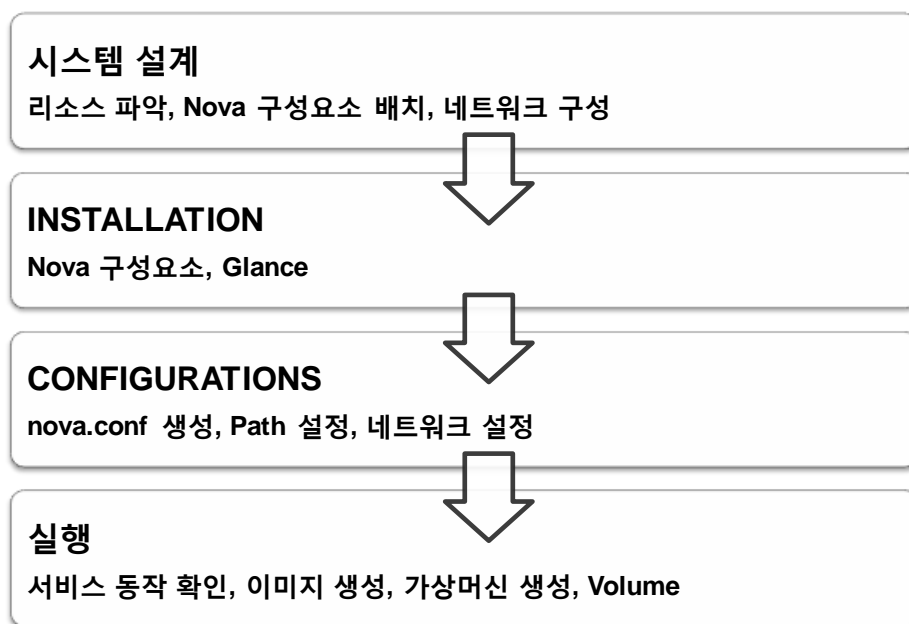 시스템 설계
리소스 파악, Nova 구성요소 배치, 네트워크 구성
INSTALLATION
Nova 구성요소, Glance
CONFIGURATIONS
nova.conf 생성, Path 설정, 네트워크 설정
실행
서비스 동작 확인, 이미지 생성, 가상머신 생성, Volume